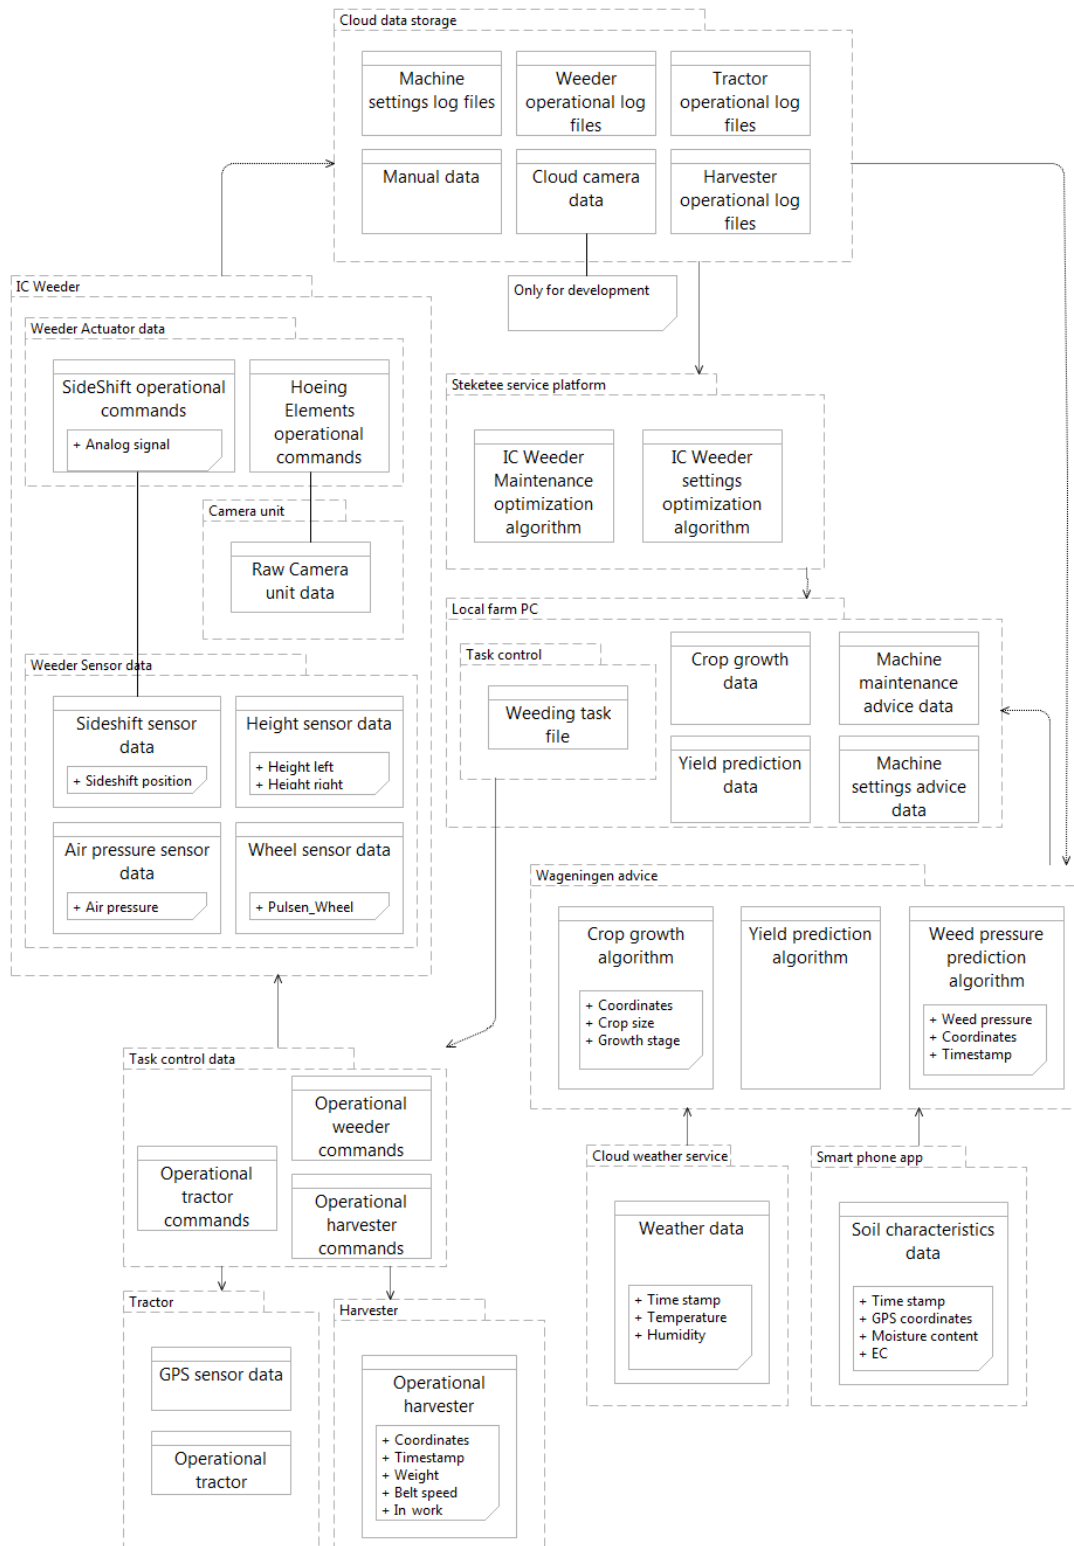 Cloud data storage
Machine
settings log files
Weeder
operational log
files
Tractor
operational log
files
Manual data
Cloud camera
data
Harvester
operational log
files
Only for development
IC Weeder
Weeder Actuator data
SideShift operational
commands
+ Analog signal
Hoeing
Elements
operational
commands
Camera unit
Raw Camera
unit data
Weeder Sensor data
Sideshift sensor
data
+ Sideshift position
Height sensor data
+ Height left
+ Height right
Air pressure sensor
data
+ Air pressure
Wheel sensor data
+ Pulsen_Wheel
Steketee service platform
IC Weeder
Maintenance
optimization
algorithm
IC Weeder
settings
optimization
algorithm
Local farm PC
Task control
Weeding task
file
Crop growth
data
Machine
maintenance
advice data
Yield prediction
data
Machine
settings advice
data
Wageningen advice
Crop growth
algorithm
+ Coordinates
+ Crop size
+ Growth stage
Yield prediction
algorithm
Weed pressure
prediction
algorithm
+ Weed pressure
+ Coordinates
+ Timestamp
Task control data
Operational
weeder
commands
Operational
tractor
commands
Operational
harvester
commands
Cloud weather service
Weather data
+ Time stamp
+ Temperature
+ Humidity
Smart phone app
Soil characteristics
data
+ Time stamp
+ GPS coordinates
+ Moisture content
+ EC
Tractor
GPS sensor data
Operational
tractor
Harvester
Operational
harvester
+ Coordinates
+ Timestamp
+ Weight
+ Belt speed
+ In work